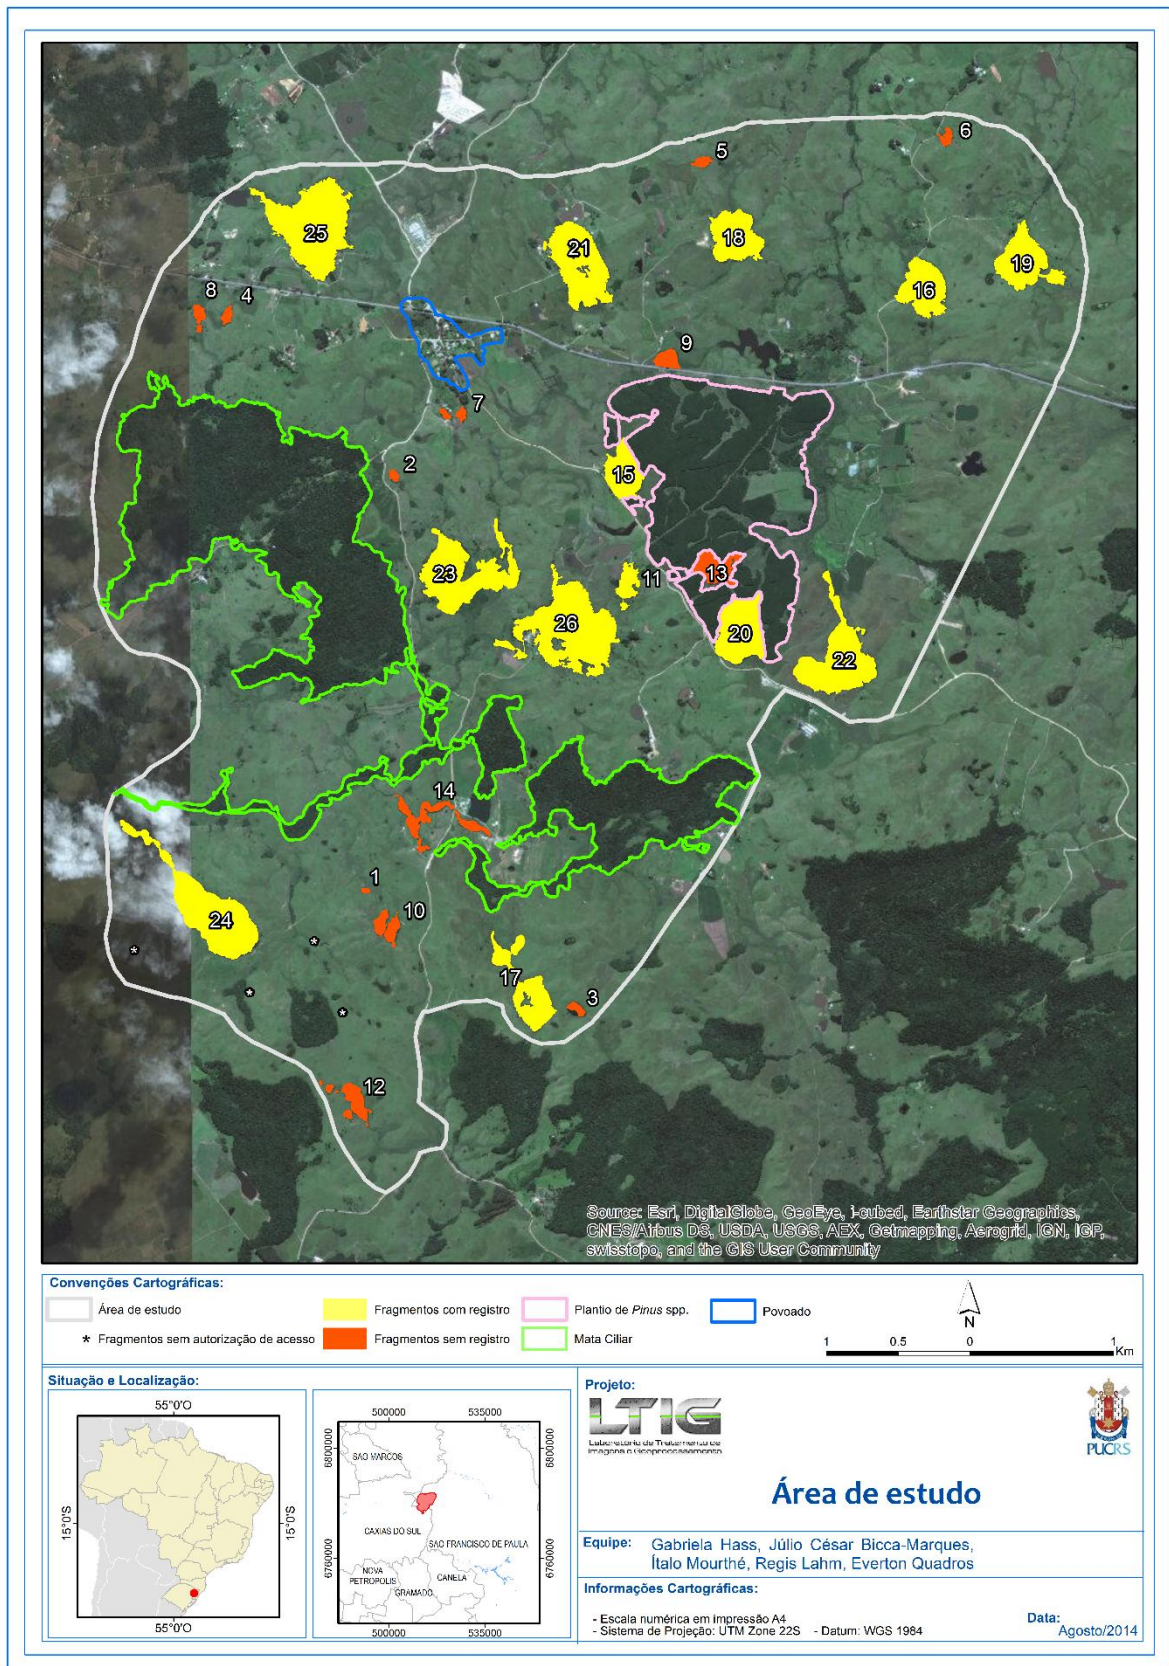 6
5
25
21
18
19
16
8
4
9
7
2
15
23
11
13
26
20
22
14
1
10
24
*
*
17
*
3
*
12
Source: Esri, DigitalGlobe, GeoEye, i-cubed, Earthstar Geographics,
CNES/Airbus DS, USDA, USGS, AEX, Getmapping, Aerogrid, IGN, IGP,
swisstopo, and the GIS User Community
Convenções Cartográficas:
Área de estudo
Fragmentos com registro
Plantio de Pinus spp.
Povoado
* Fragmentos sem autorização de acesso
Fragmentos sem registro
Mata Ciliar
N
1 0.5 0 1
Km
Situação e Localização:
55°0'O
15°0'S
15°0'S
55°0'O
500000 535000
6800000
6800000
SAO MARCOS
CAXIAS DO SUL
SAO FRANCISCO DE PAULA
6760000
6760000
NOVA
PETROPOLIS
CANELA
GRAMADO
500000 535000
Projeto:
LTIG
Laboratório de Tratamento de
Imagens e Geoprocessamento
PUCRS
Área de estudo
Equipe: Gabriela Hass, Júlio César Bicca-Marques,
Ítalo Mourthé, Regis Lahm, Everton Quadros
Informações Cartográficas:
- Escala numérica em impressão A4
- Sistema de Projeção: UTM Zone 22S - Datum: WGS 1984
Data:
Agosto/2014